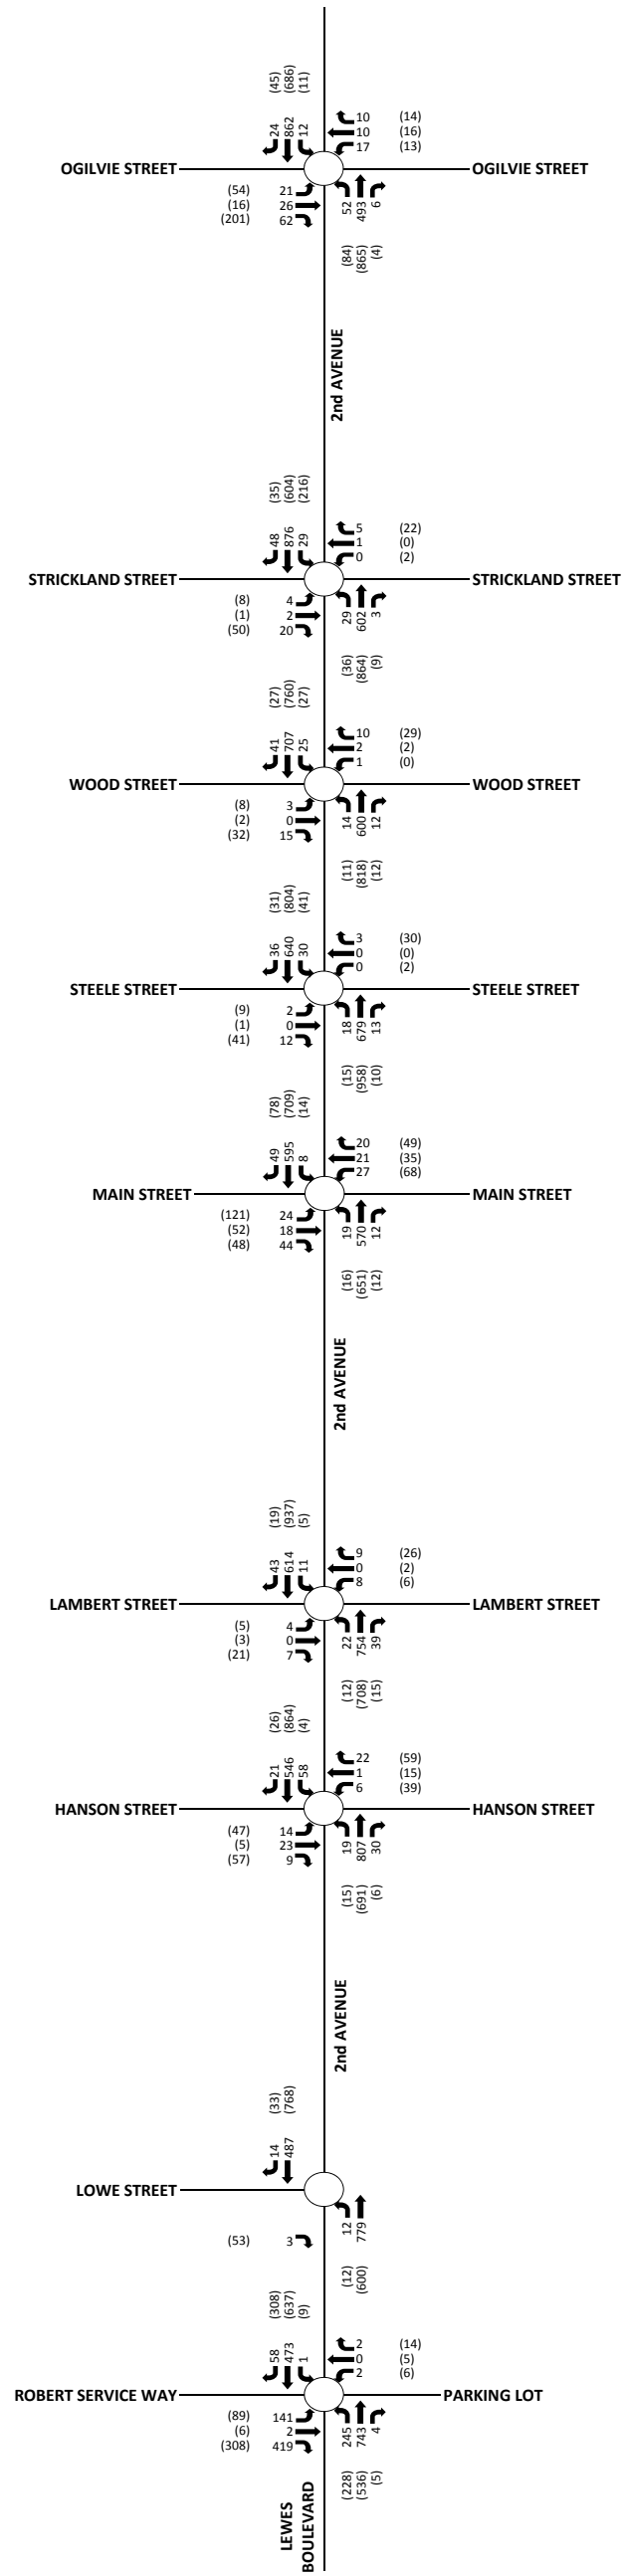 (45) (686) (11)
24 862 12
10 (14)
10 (16)
17 (13)
OGILVIE STREET
OGILVIE STREET
(54) 21
(16) 26
(201) 62
52 493 6
(84) (865) (4)
2nd AVENUE
(35) (604) (216)
48 876 29
5 (22)
1 (0)
0 (2)
STRICKLAND STREET
STRICKLAND STREET
(8) 4
(1) 2
(50) 20
29 602 3
(36) (864) (9)
(27) (760) (27)
41 707 25
10 (29)
2 (2)
1 (0)
WOOD STREET
WOOD STREET
(8) 3
(2) 0
(32) 15
14 600 12
(11) (818) (12)
(31) (804) (41)
36 640 30
3 (30)
0 (0)
0 (2)
STEELE STREET
STEELE STREET
(9) 2
(1) 0
(41) 12
18 679 13
(15) (958) (10)
(78) (709) (14)
49 595 8
20 (49)
21 (35)
27 (68)
MAIN STREET
MAIN STREET
(121) 24
(52) 18
(48) 44
19 570 12
(16) (651) (12)
2nd AVENUE
(19) (937) (5)
43 614 11
9 (26)
0 (2)
8 (6)
LAMBERT STREET
LAMBERT STREET
(5) 4
(3) 0
(21) 7
22 754 39
(12) (708) (15)
(26) (864) (4)
21 546 58
22 (59)
1 (15)
6 (39)
HANSON STREET
HANSON STREET
(47) 14
(5) 23
(57) 9
19 807 30
(15) (691) (6)
2nd AVENUE
(33) (768)
14 487
LOWE STREET
12 779
(53) 3
(12) (600)
(308) (637) (9)
58 473 1
2 (14)
0 (5)
2 (6)
ROBERT SERVICE WAY
PARKING LOT
(89) 141
(6) 2
(308) 419
245 743 4
(228) (536) (5)
LEWES
BOULEVARD